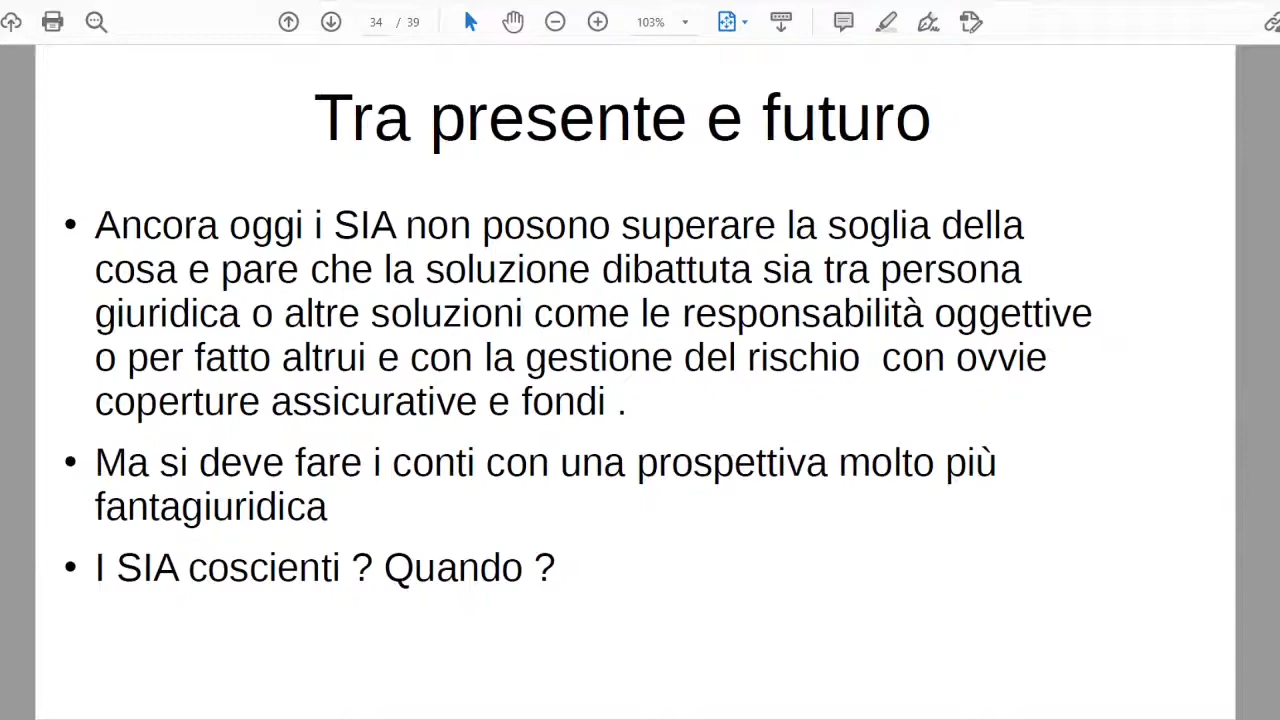 34 / 39
103%
Tra presente e futuro
• Ancora oggi i SIA non posono superare la soglia della
cosa e pare che la soluzione dibattuta sia tra persona
giuridica o altre soluzioni come le responsabilità oggettive
o per fatto altrui e con la gestione del rischio  con ovvie
coperture assicurative e fondi .
• Ma si deve fare i conti con una prospettiva molto più
fantagiuridica
• I SIA coscienti ? Quando ?